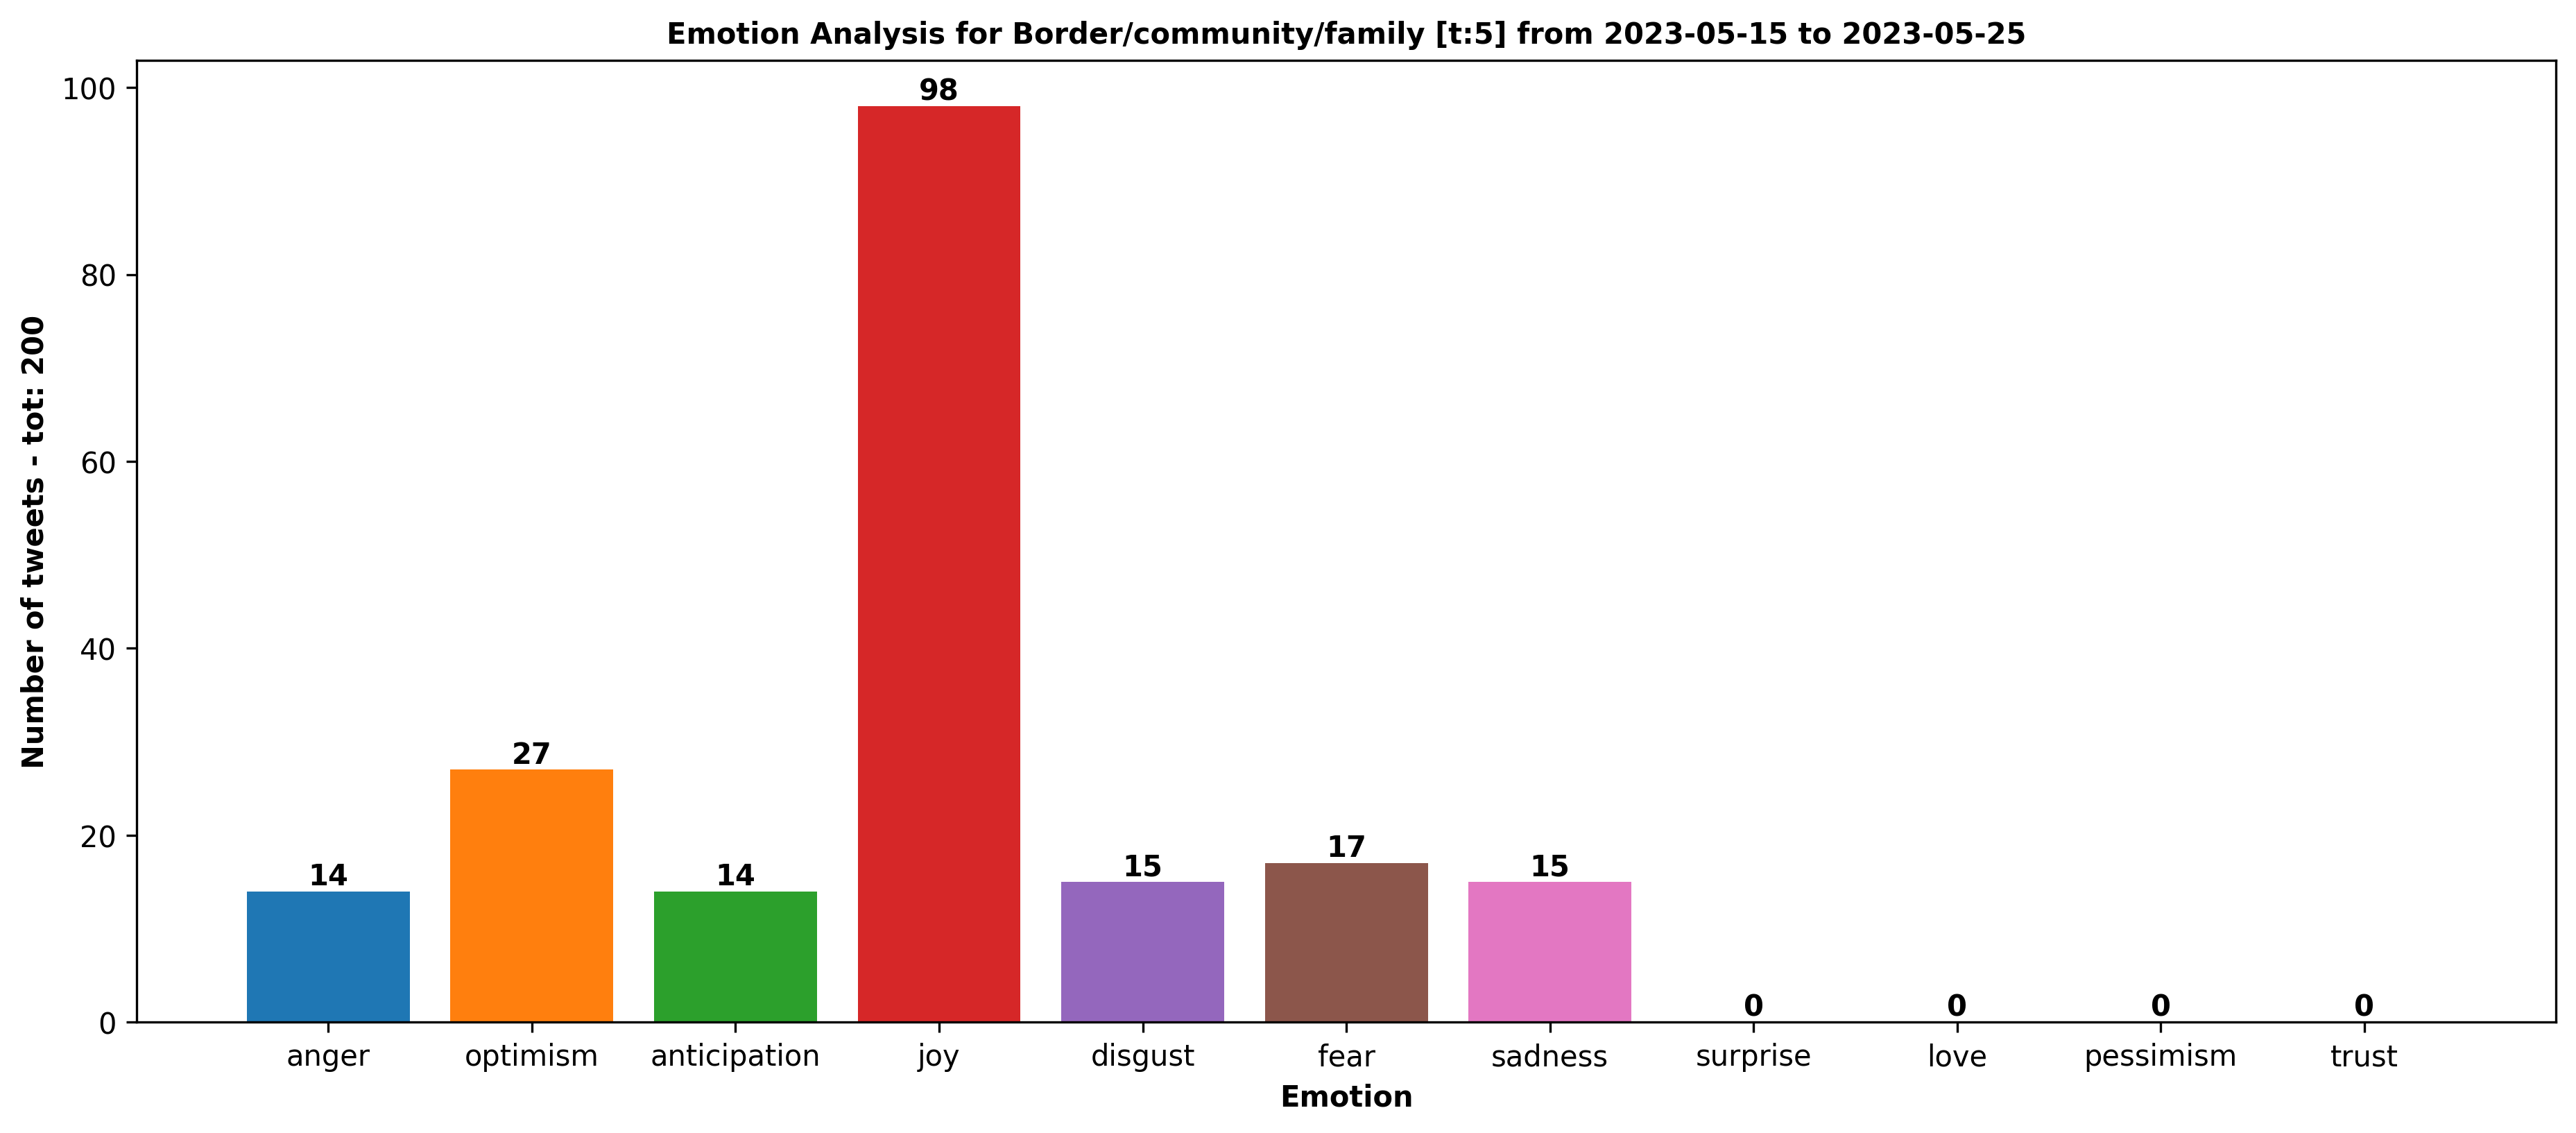 Emotion Analysis for Border/community/family [t:5] from 2023-05-15 to 2023-05-25
Number of tweets - tot: 200
100
80
60
40
20
0
14
27
14
98
15
17
15
0
0
0
0
anger
optimism
anticipation
joy
disgust
fear
sadness
surprise
love
pessimism
trust
Emotion